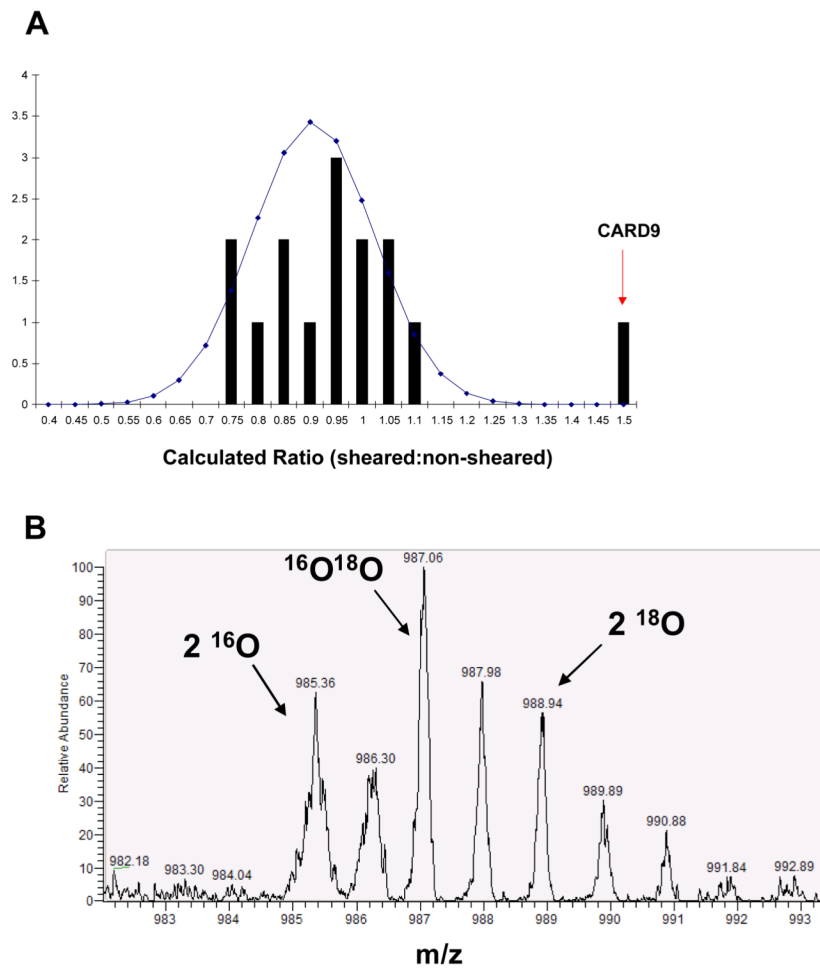 A
4
3.5
3
2.5
2
1.5
1
0.5
0
CARD9
0.4 0.45 0.5 0.55 0.6 0.65 0.7 0.75 0.8 0.85 0.9 0.95 1 1.05 1.1 1.15 1.2 1.25 1.3 1.35 1.4 1.45 1.5
Calculated Ratio (sheared:non-sheared)
B
100
90
80
70
60
50
40
30
20
10
0
Relative Abundance
987.06
¹⁶O¹⁸O
2 ¹⁶O
2 ¹⁸O
985.36
987.98
988.94
986.30
989.89
990.88
982.18 983.30 984.04
991.84 992.89
983 984 985 986 987 988 989 990 991 992 993
m/z